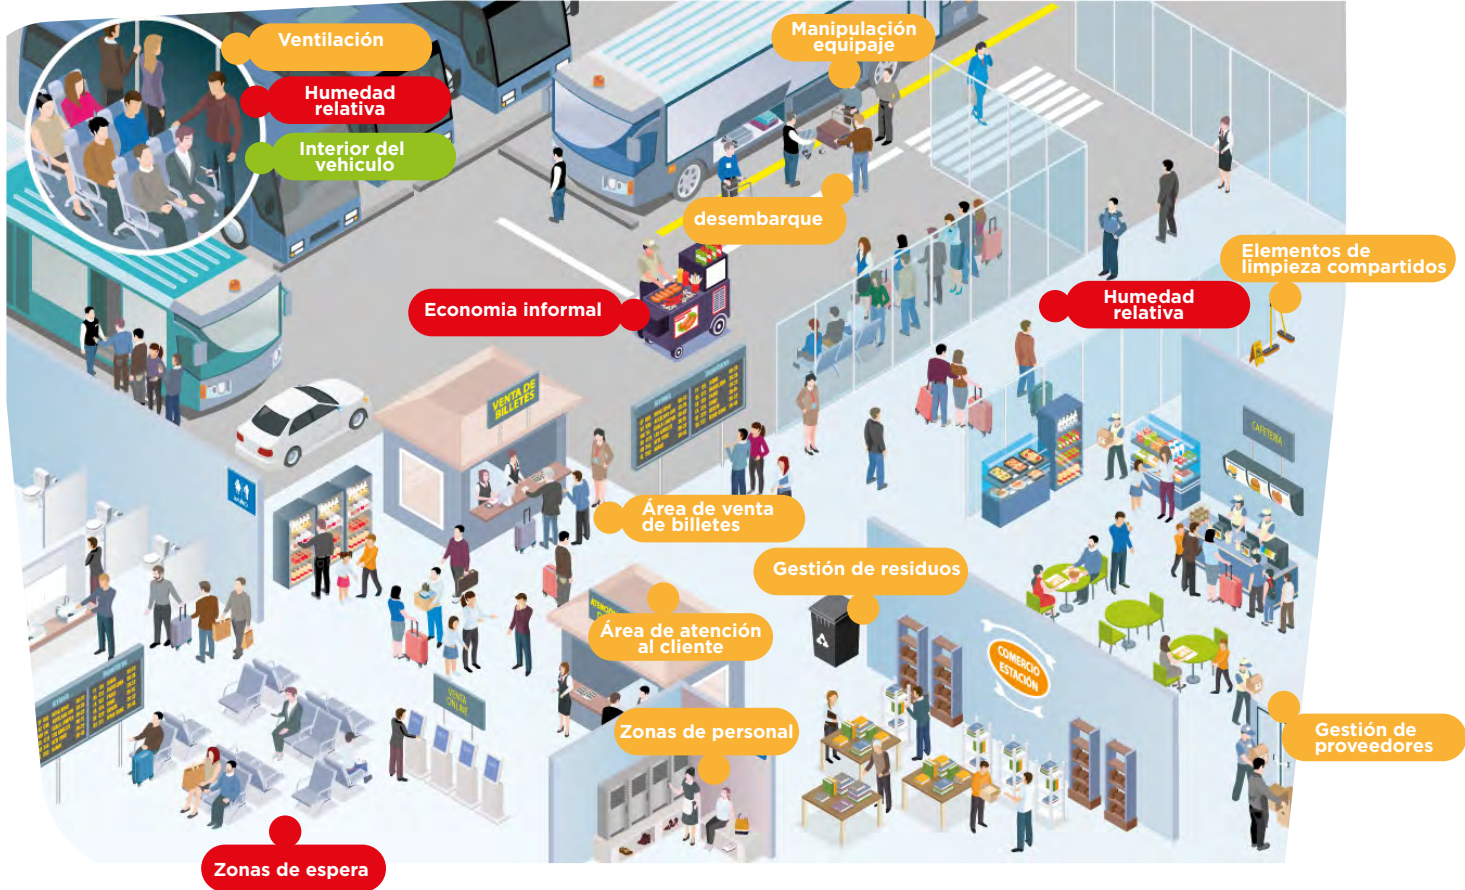 Ventilación
Humedad
relativa
Interior del
vehiculo
Manipulación
equipaje
desembarque
Elementos de
limpieza compartidos
Economia informal
Humedad
relativa
VENTA DE
BILLETES
CAFETERIA
Área de venta
de billetes
Gestión de residuos
ATENCIÓN
Área de atención
al cliente
COMERCIO
ESTACIÓN
VENTA
ONLINE
Zonas de personal
Gestión de
proveedores
Zonas de espera